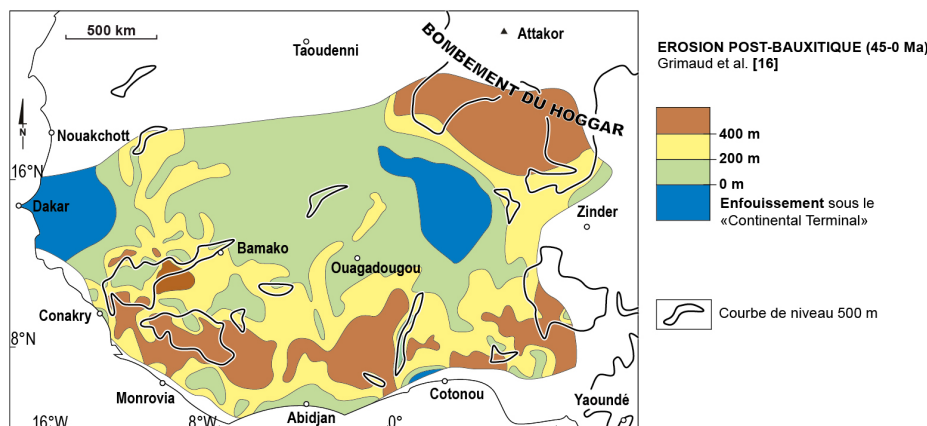 500 km
Taoudenni
Attakor
BOMBEMENT DU HOGGAR
N
Nouakchott
16°N
Dakar
Zinder
Bamako
Ouagadougou
Conakry
8°N
Monrovia
Abidjan
Cotonou
Yaoundé
16°W
8°W
0°
EROSION POST-BAUXITIQUE (45-0 Ma)
Grimaud et al. [16]
400 m
200 m
0 m
Enfouissement sous le
«Continental Terminal»
Courbe de niveau 500 m